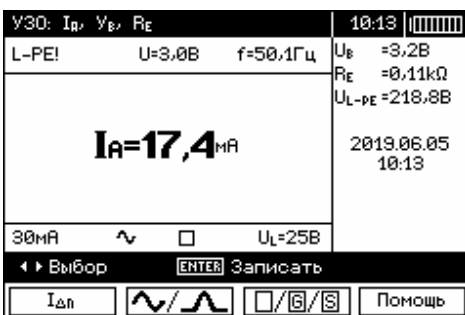 УЗО: IA, УB, RE 10:13
L-PE! U=3,0В f=50,1Гц
UB =3,2В
RE =0,11kΩ
UL-PE =218,8В
IA=17,4мА
2019.06.05
10:13
30мА UL=25В
Выбор ENTER Записать
IΔn / □/G/S Помощь